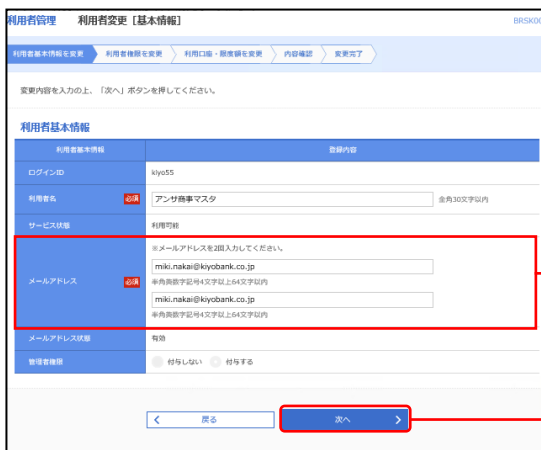 利用者管理 利用者変更［基本情報］ BRSK00
利用者基本情報を変更 利用者権限を変更 利用口座・限度額を変更 内容確認 変更完了
変更内容を入力の上、「次へ」ボタンを押してください。
利用者基本情報
利用者基本情報 登録内容
ログインID kiyo55
利用者名 必須 アンサ商事マスタ 全角30文字以内
サービス状態 利用可能
※メールアドレスを2回入力してください。
メールアドレス 必須 miki.nakai@kiyobank.co.jp
半角英数字記号4文字以上64文字以内
miki.nakai@kiyobank.co.jp
半角英数字記号4文字以上64文字以内
メールアドレス状態 有効
管理者権限 付与しない 付与する
戻る 次へ